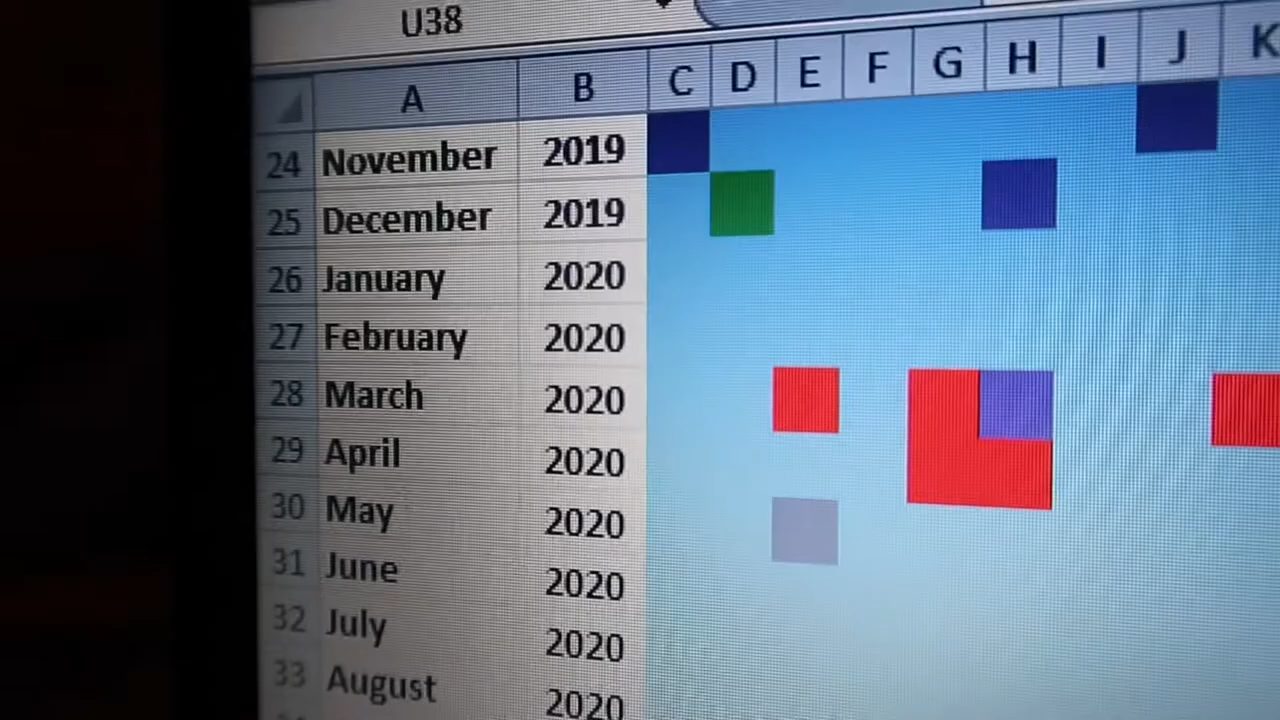 U38
A B C D E F G H I J K
24 November 2019
25 December 2019
26 January 2020
27 February 2020
28 March 2020
29 April 2020
30 May 2020
31 June 2020
32 July 2020
33 August 2020